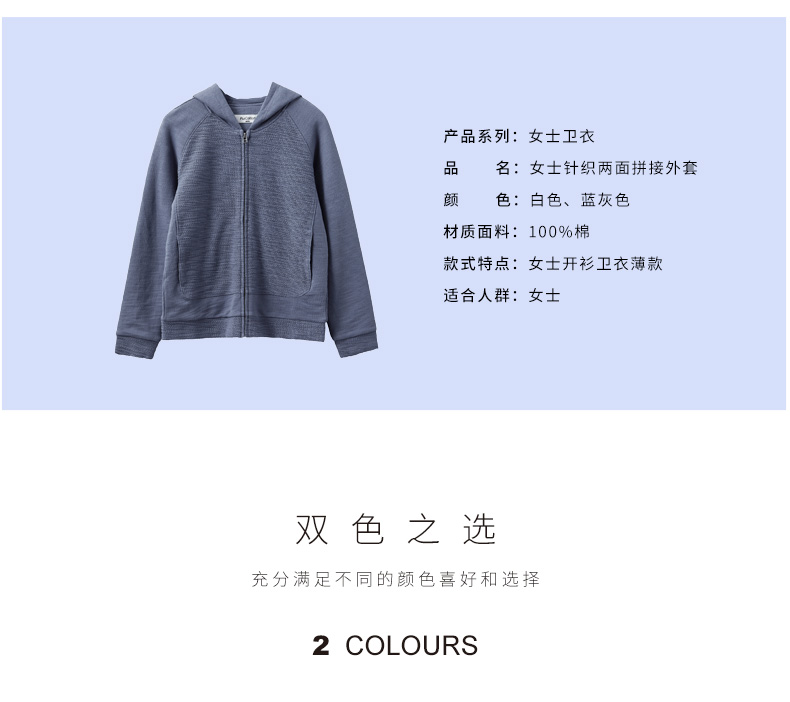 产品系列：女士卫衣
品 名：女士针织两面拼接外套
颜 色：白色、蓝灰色
材质面料：100%棉
款式特点：女士开衫卫衣薄款
适合人群：女士
双色之选
充分满足不同的颜色喜好和选择
2 COLOURS